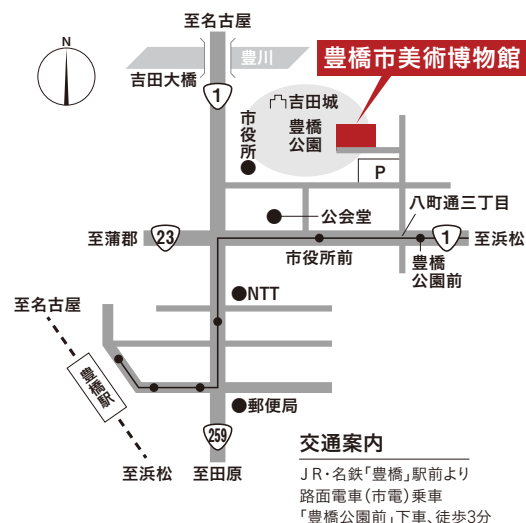 至名古屋
N
豊川
豊橋市美術博物館
吉田大橋
1
吉田城
豊橋
公園
市役所
P
八町通三丁目
公会堂
至蒲郡
23
1
至浜松
市役所前
豊橋
公園前
NTT
至名古屋
豊橋駅
郵便局
259
至浜松
至田原
交通案内
JR・名鉄「豊橋」駅前より
路面電車(市電)乗車
「豊橋公園前」下車、徒歩3分